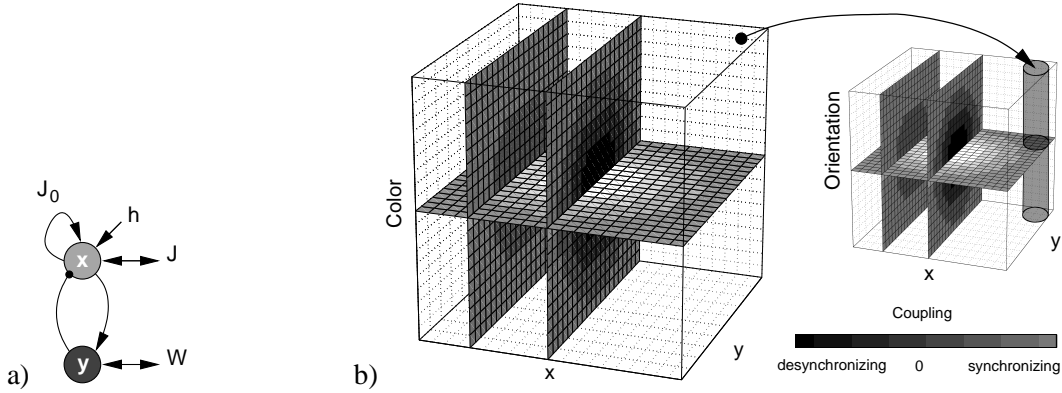 J0
h
x
J
y
W
a)
Color
x
y
b)
Orientation
x
y
Coupling
desynchronizing 0 synchronizing